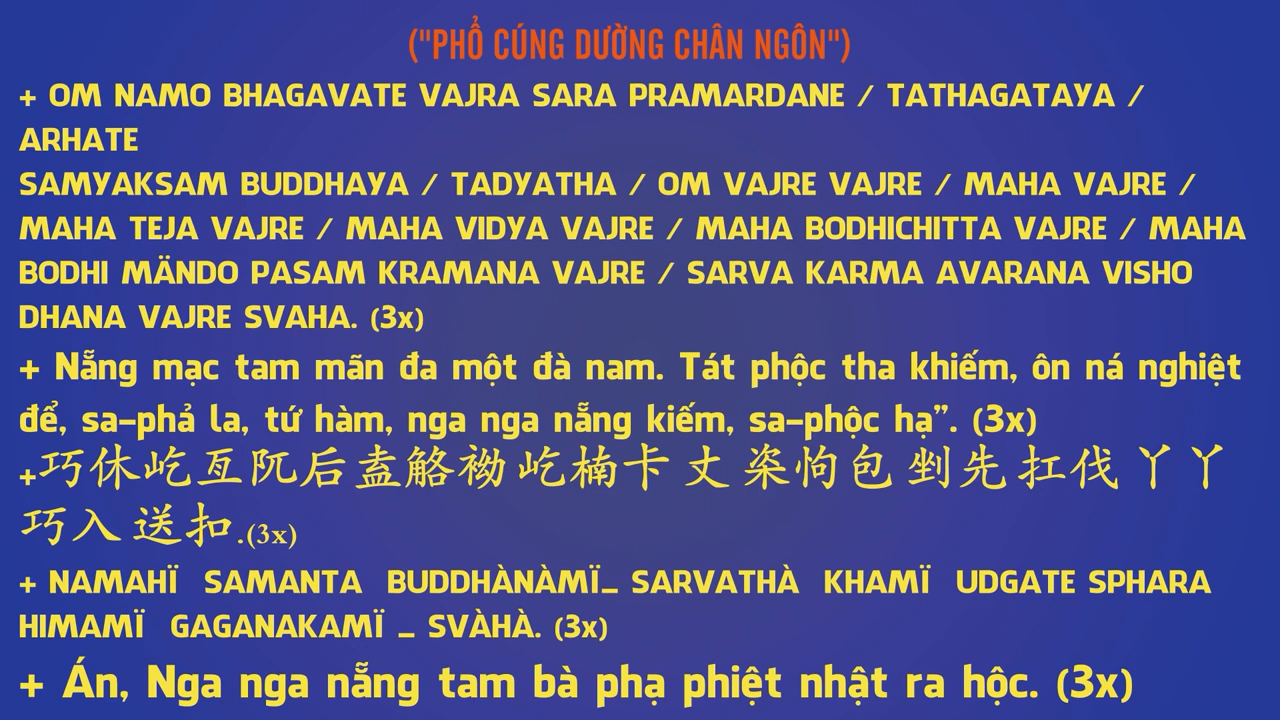 ("PHỔ CÚNG DƯỜNG CHÂN NGÔN")
+ OM NAMO BHAGAVATE VAJRA SARA PRAMARDANE / TATHAGATAYA /
ARHATE
SAMYAKSAM BUDDHAYA / TADYATHA / OM VAJRE VAJRE / MAHA VAJRE /
MAHA TEJA VAJRE / MAHA VIDYA VAJRE / MAHA BODHICHITTA VAJRE / MAHA
BODHI MÄNDO PASAM KRAMANA VAJRE / SARVA KARMA AVARANA VISHO
DHANA VAJRE SVAHA. (3x)
+ Nẵng mạc tam mãn đa một đà nam. Tát phộc tha khiếm, ôn ná nghiệt
để, sa-phả la, tứ hàm, nga nga nẵng kiếm, sa-phộc hạ”. (3x)
+巧休屹亙阮后盍觡袎屹楠卡丈桼怐包剉先扛伐丫丫
巧入送扣.(3x)
+ NAMAHÏ SAMANTA BUDDHÀNÀMÏ_ SARVATHÀ KHAMÏ UDGATE SPHARA
HIMAMÏ GAGANAKAMÏ _ SVÀHÀ. (3x)
+ Án, Nga nga nẵng tam bà phạ phiệt nhật ra hộc. (3x)